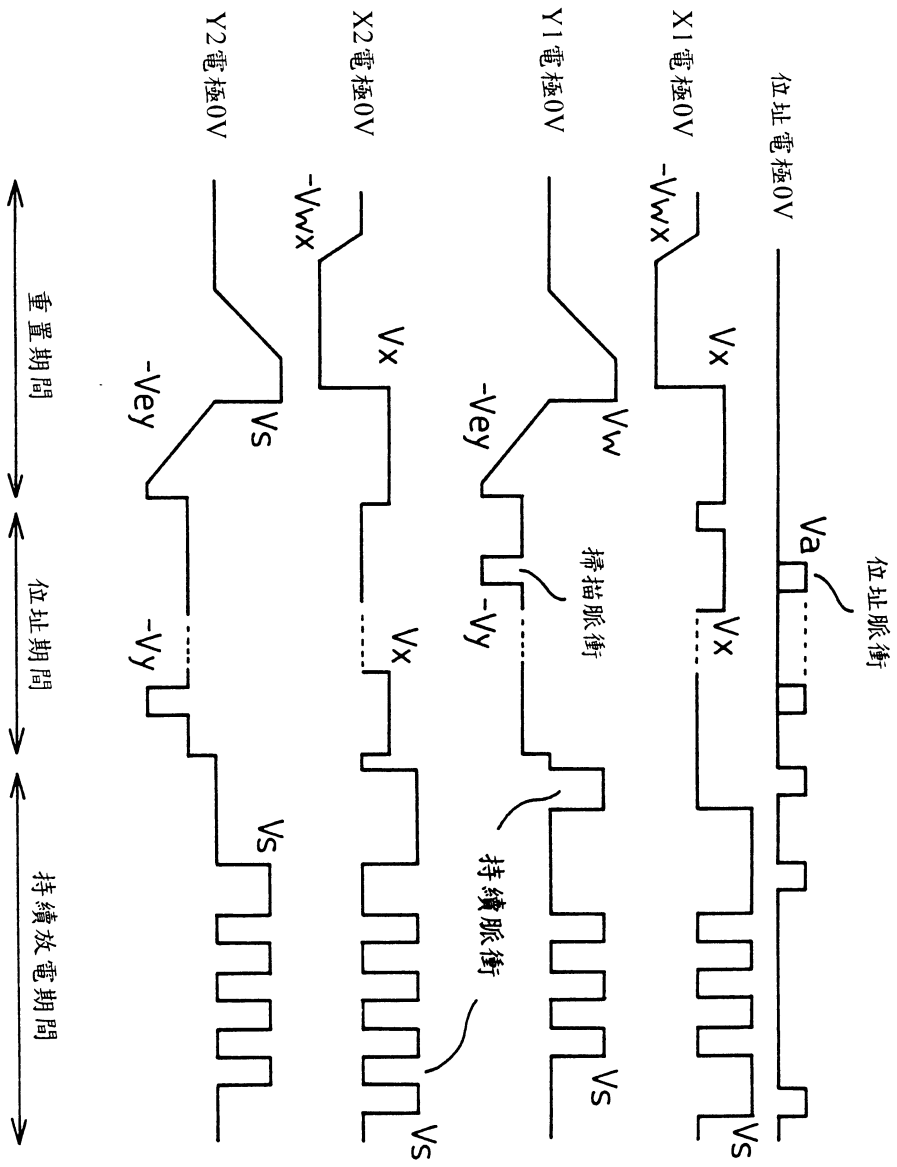 位址脈衝
位址電極0V
Va
X1電極0V
-Vwx
Vx
Vx
Vs
掃描脈衝
Y1電極0V
Vw
-Vey
-Vy
Vs
持續脈衝
X2電極0V
-Vwx
Vx
Vx
Vs
Y2電極0V
Vs
-Vey
-Vy
Vs
重置期間
位址期間
持續放電期間